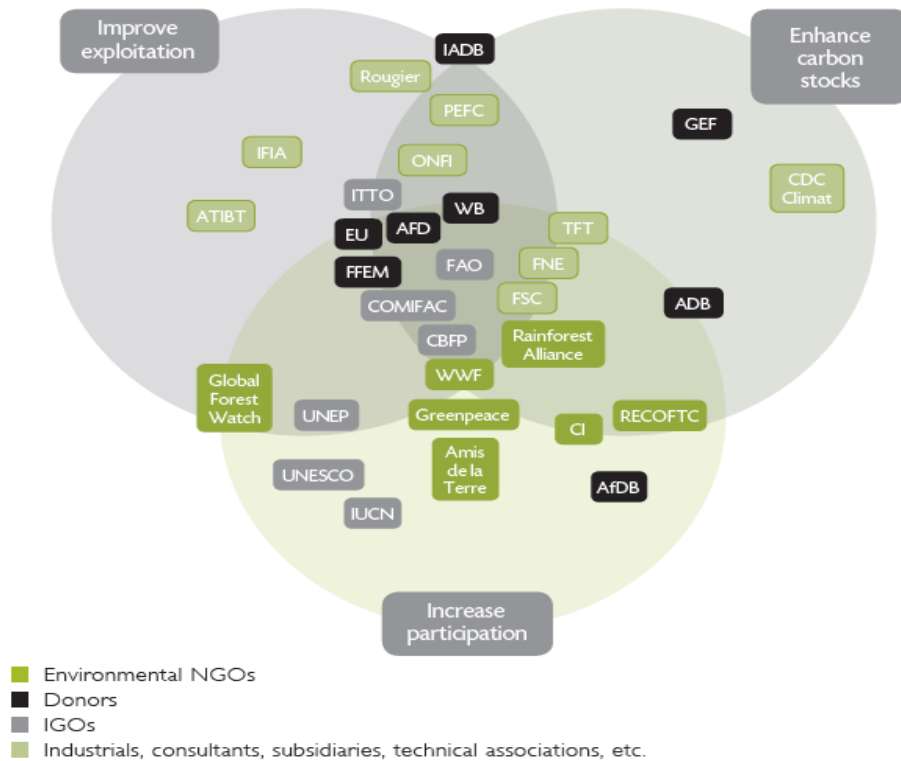 Improve
exploitation
IADB
Enhance
carbon
stocks
Rougier
PEFC
GEF
IFIA
ONFI
CDC
Climat
ITTO
ATIBT
WB
EU
AFD
TFT
FFEM
FAO
FNE
COMIFAC
FSC
ADB
CBFP
Rainforest
Alliance
WWF
Global
Forest
Watch
UNEP
Greenpeace
CI
RECOFTC
Amis
de la
Terre
UNESCO
AfDB
IUCN
Increase
participation
Environmental NGOs
Donors
IGOs
Industrials, consultants, subsidiaries, technical associations, etc.